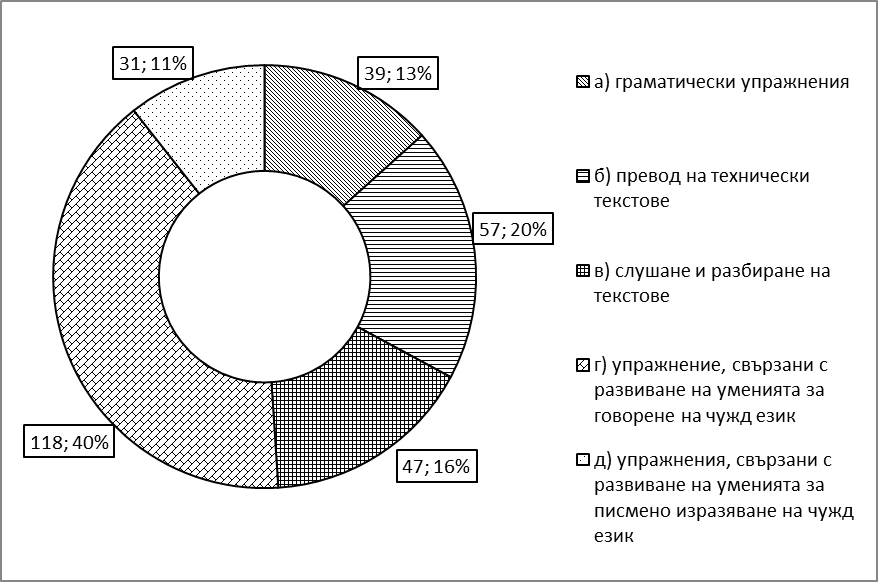 31; 11%
39; 13%
57; 20%
118; 40%
47; 16%
а) граматически упражнения
б) превод на технически
текстове
в) слушане и разбиране на
текстове
г) упражнение, свързани с
развиване на уменията за
говорене на чужд език
д) упражнения, свързани с
развиване на уменията за
писмено изразяване на чужд
език